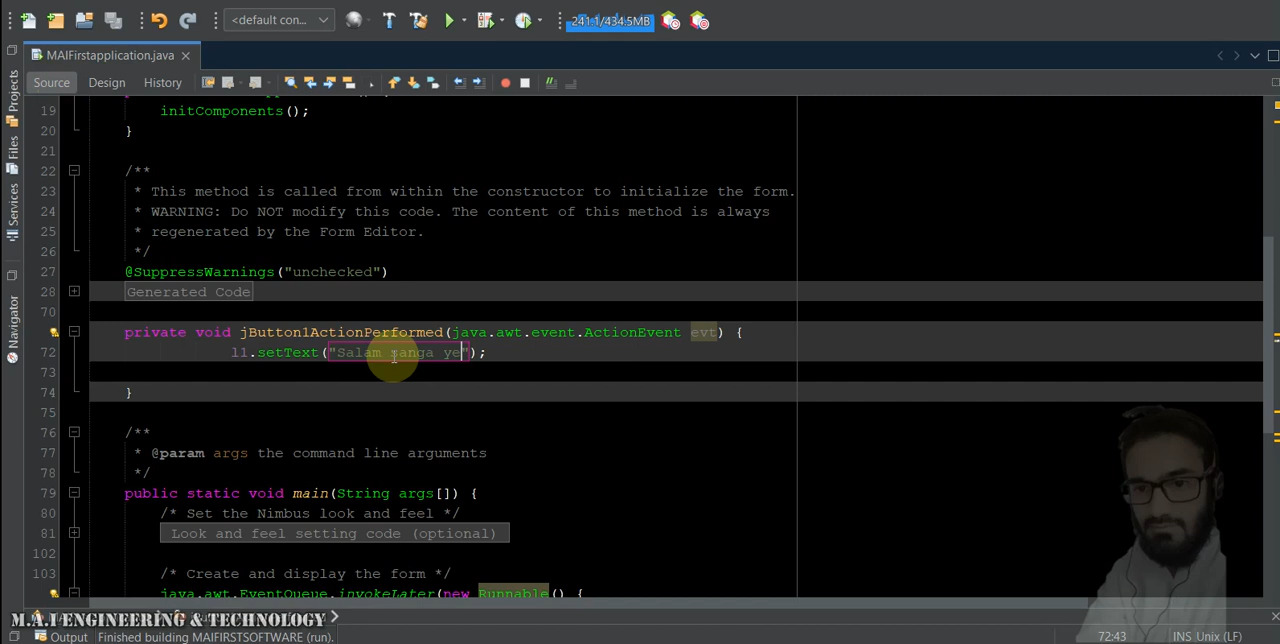 <default con...
241.1/434.5MB
MAIFirstapplication.java
Source Design History
Projects
Files
Services
Navigator
19 initComponents();
20 }
21
22 /**
23 * This method is called from within the constructor to initialize the form.
24 * WARNING: Do NOT modify this code. The content of this method is always
25 * regenerated by the Form Editor.
26 */
27 @SuppressWarnings("unchecked")
28 Generated Code
70
private void jButton1ActionPerformed(java.awt.event.ActionEvent evt) {
72 l1.setText("Salam manga ye");
73
74 }
75
76 /**
77 * @param args the command line arguments
78 */
79 public static void main(String args[]) {
80 /* Set the Nimbus look and feel */
81 Look and feel setting code (optional)
102
103 /* Create and display the form */
java.awt.EventQueue.invokeLater(new Runnable() {
M.A.I ENGINEERING & TECHNOLOGY
Output Finished building MAIFIRSTSOFTWARE (run). 72:43 INS Unix (LF)